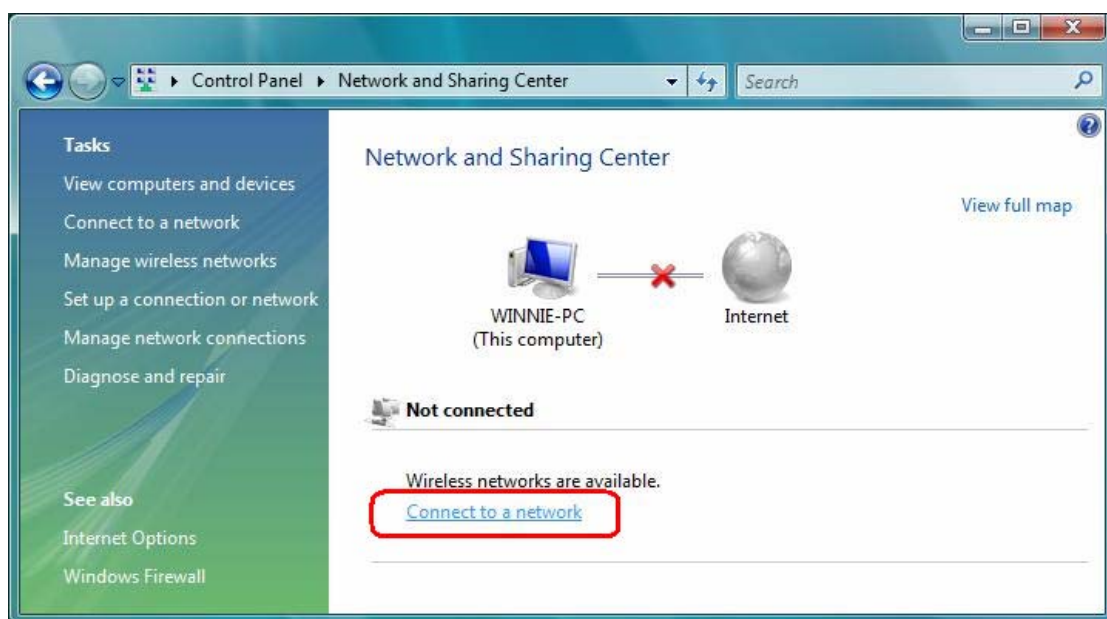 Control Panel ▸ Network and Sharing Center
Search
Tasks
View computers and devices
Connect to a network
Manage wireless networks
Set up a connection or network
Manage network connections
Diagnose and repair
See also
Internet Options
Windows Firewall
Network and Sharing Center
View full map
WINNIE-PC
(This computer)
Internet
Not connected
Wireless networks are available.
Connect to a network